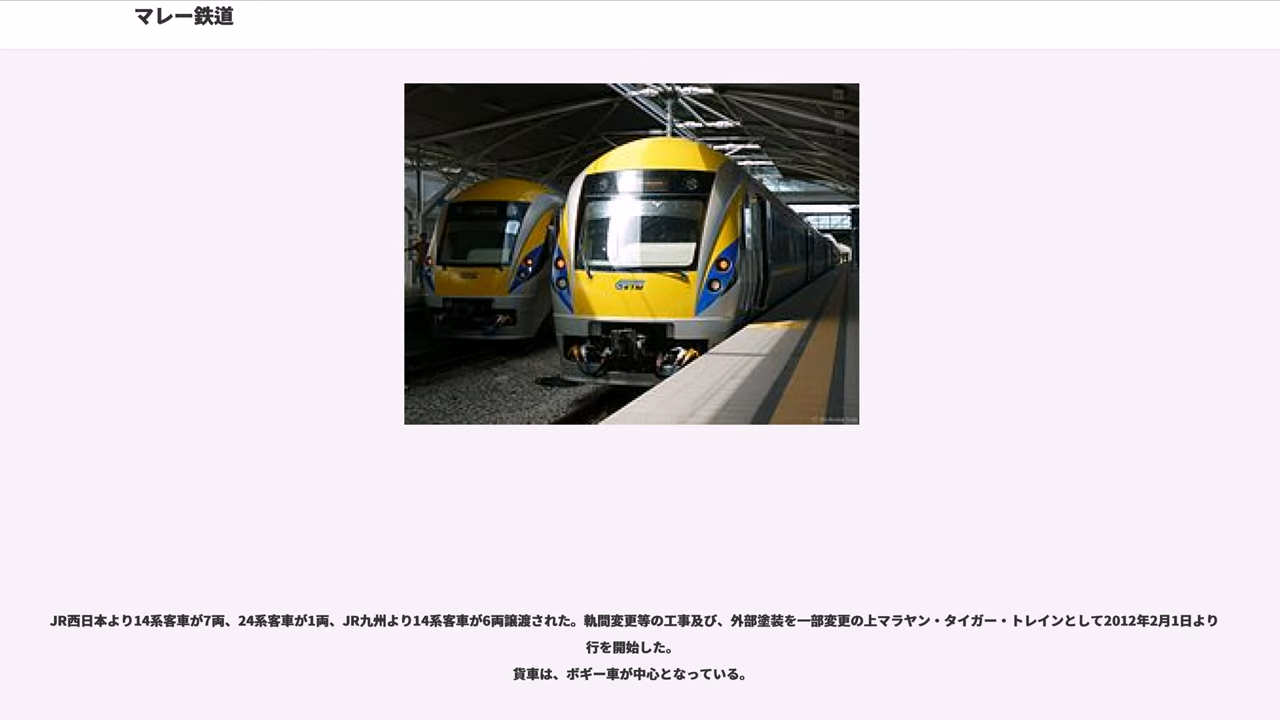 マレー鉄道
JR西日本より14系客車が7両、24系客車が1両、JR九州より14系客車が6両譲渡された。軌間変更等の工事及び、外部塗装を一部変更の上マラヤン・タイガー・トレインとして2012年2月1日より
行を開始した。
貨車は、ボギー車が中心となっている。